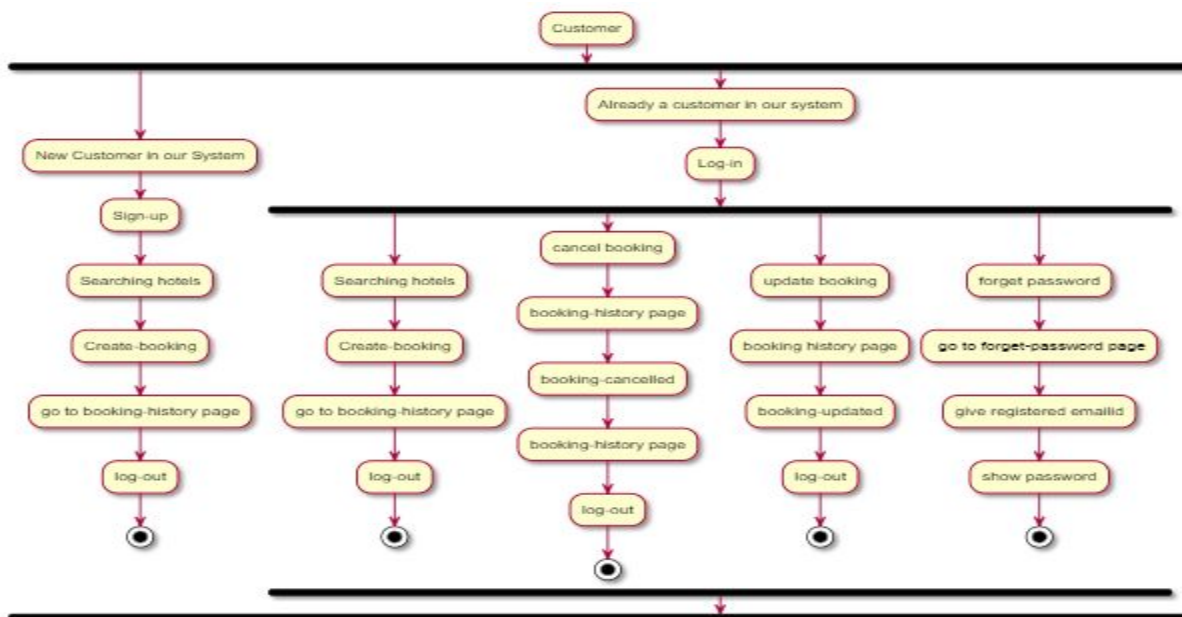 Customer
Already a customer in our system
New Customer in our System
Log-in
Sign-up
cancel booking
Searching hotels
Searching hotels
update booking
forget password
booking-history page
Create-booking
Create-booking
booking history page
go to forget-password page
booking-cancelled
go to booking-history page
go to booking-history page
booking-updated
give registered emailid
booking-history page
log-out
log-out
log-out
show password
log-out